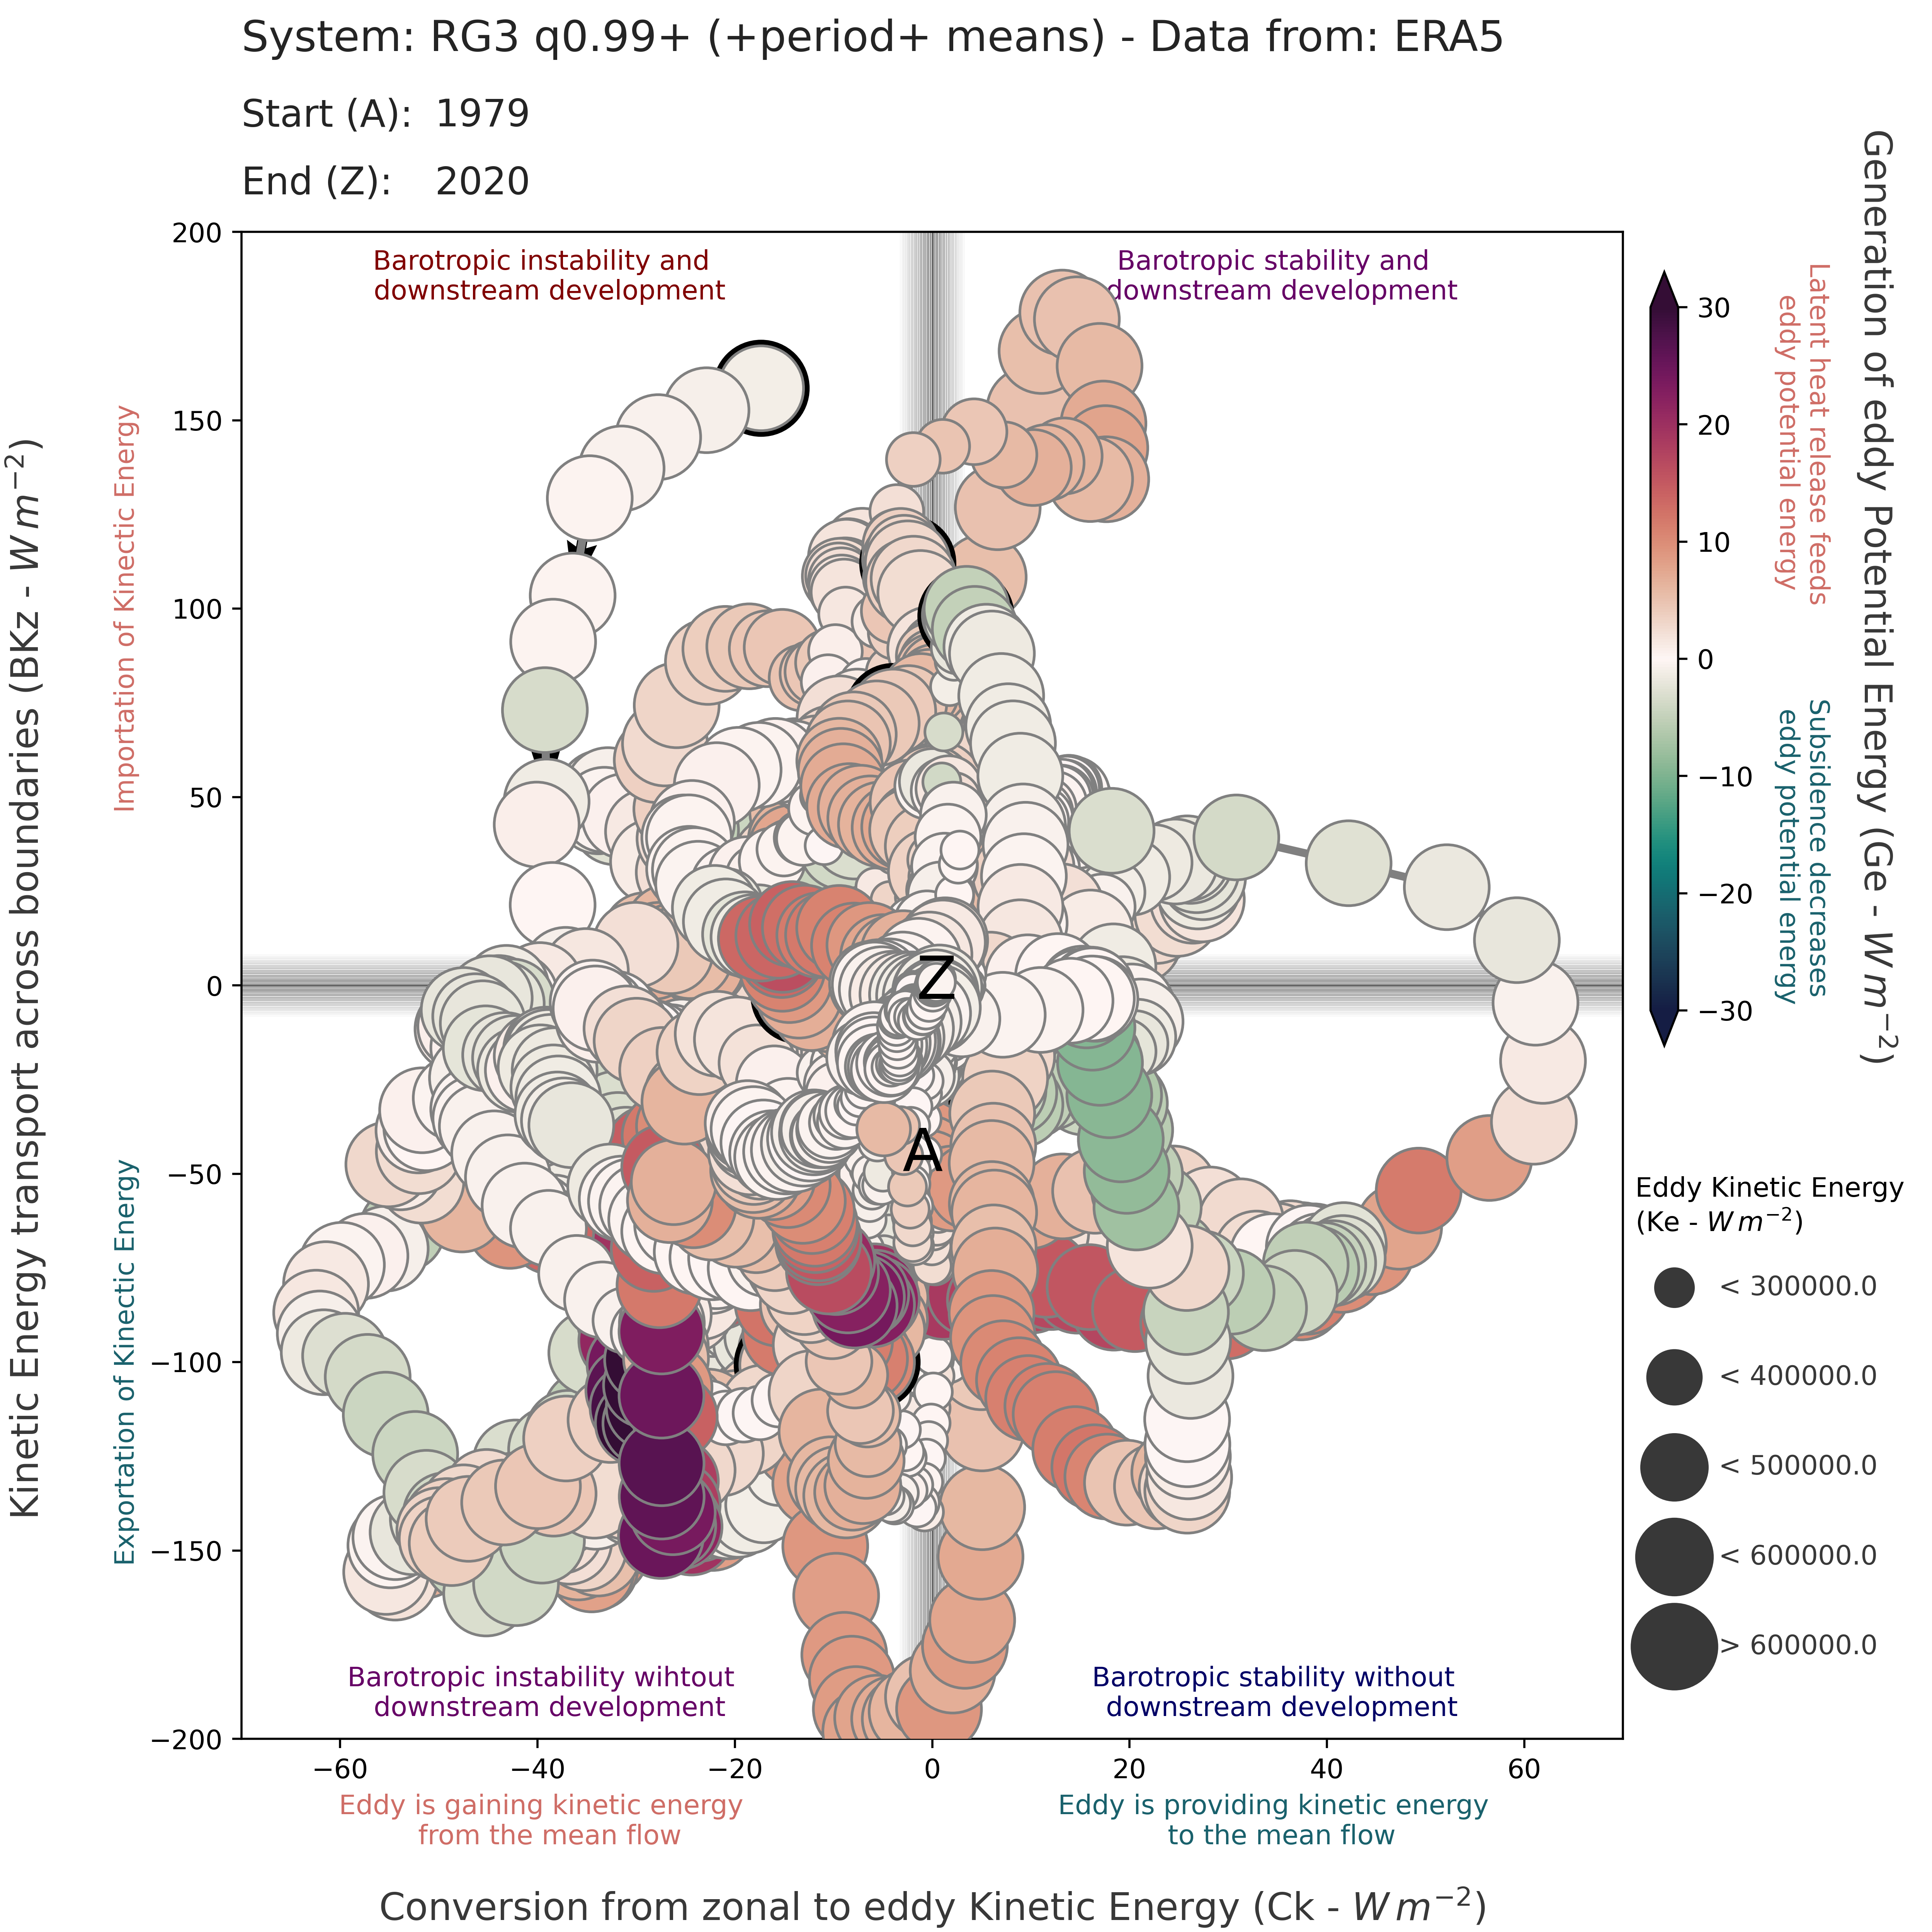 System: RG3 q0.99+ (+period+ means) - Data from: ERA5
Start (A): 1979
End (Z): 2020
Kinetic Energy transport across boundaries (BKz - W m⁻²)
Importation of Kinectic Energy
Exportation of Kinectic Energy
200
150
100
50
0
−50
−100
−150
−200
Barotropic instability and
downstream development
Barotropic stability and
downstream development
Z
A
Barotropic instability wihtout
downstream development
Barotropic stability without
downstream development
−60
−40
−20
0
20
40
60
Eddy is gaining kinetic energy
from the mean flow
Eddy is providing kinetic energy
to the mean flow
Conversion from zonal to eddy Kinetic Energy (Ck - W m⁻²)
30
20
10
0
−10
−20
−30
Latent heat release feeds
eddy potential energy
Subsidence decreases
eddy potential energy
Generation of eddy Potential Energy (Ge - W m⁻²)
Eddy Kinetic Energy
(Ke - W m⁻²)
< 300000.0
< 400000.0
< 500000.0
< 600000.0
> 600000.0